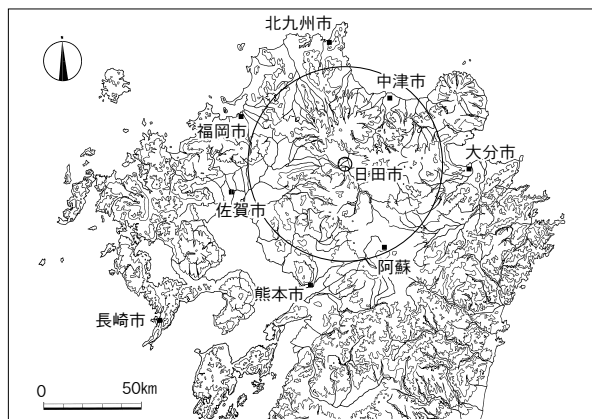 北九州市
中津市
福岡市
大分市
日田市
佐賀市
阿蘇
熊本市
長崎市
0 50km